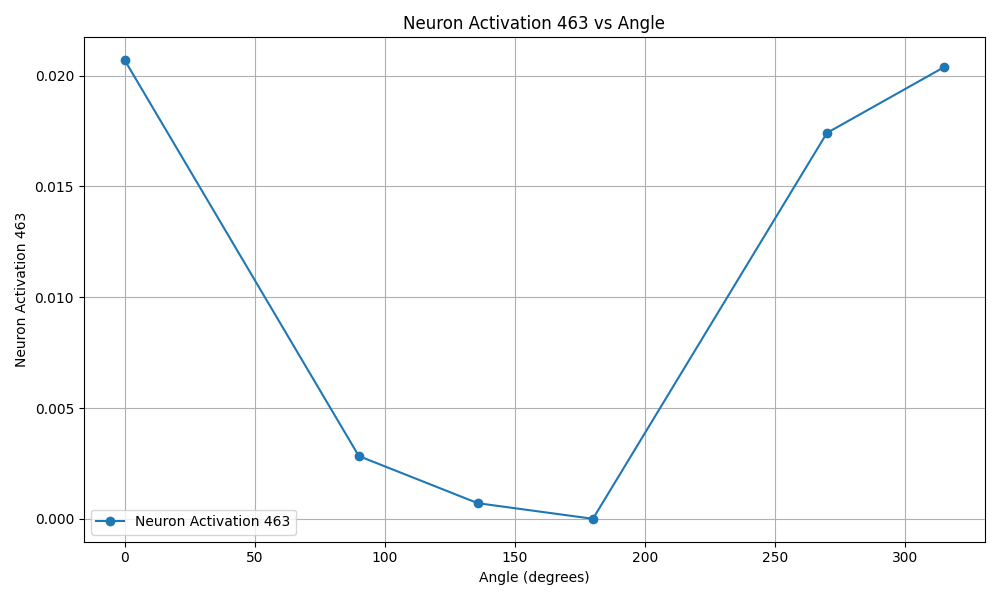 Neuron Activation 463 vs Angle
Neuron Activation 463
0.020
0.015
0.010
0.005
0.000
Neuron Activation 463
0 50 100 150 200 250 300
Angle (degrees)